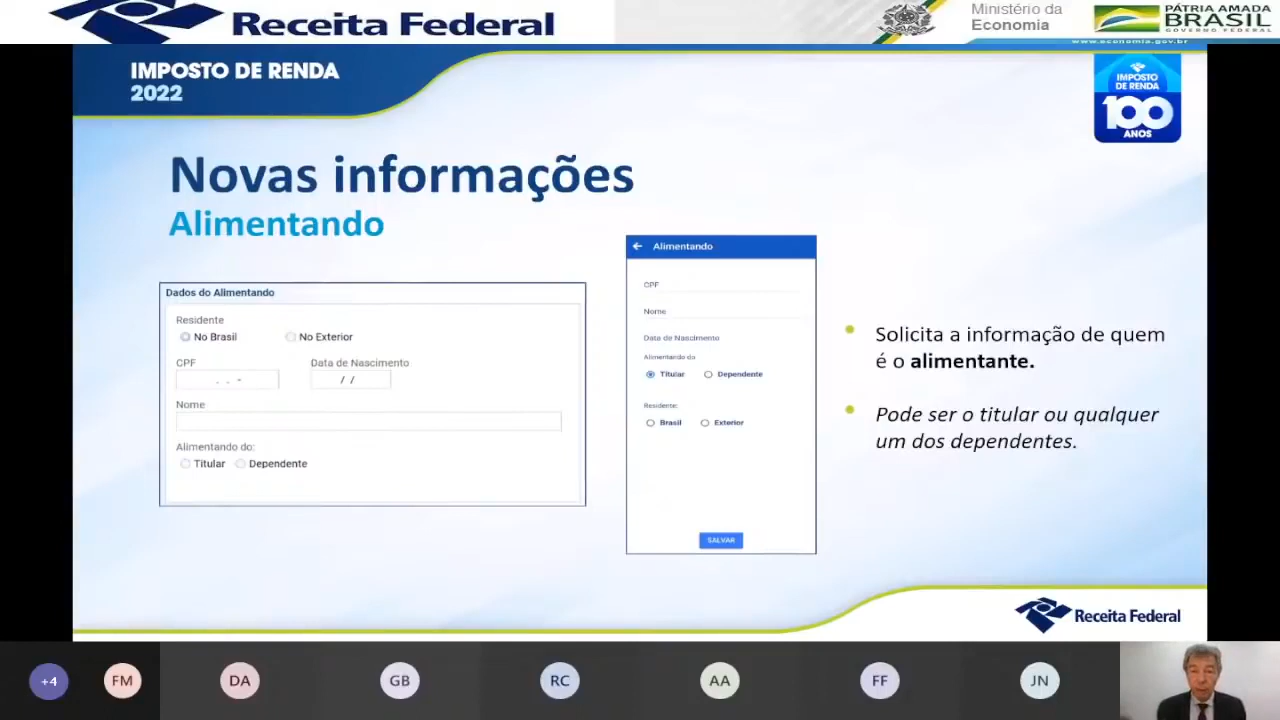 Receita Federal
Ministério da
Economia
PÁTRIA AMADA
BRASIL
GOVERNO FEDERAL
www.economia.gov.br
IMPOSTO DE RENDA
2022
IMPOSTO
DE RENDA
100
ANOS
Novas informações
Alimentando
Dados do Alimentando
Residente
No Brasil No Exterior
CPF Data de Nascimento
. . - / /
Nome
Alimentando do:
Titular Dependente
Alimentando
CPF
Nome
Data de Nascimento
Alimentando do
Titular Dependente
Residente:
Brasil Exterior
SALVAR
Solicita a informação de quem
é o alimentante.
Pode ser o titular ou qualquer
um dos dependentes.
Receita Federal
+4 FM DA GB RC AA FF JN